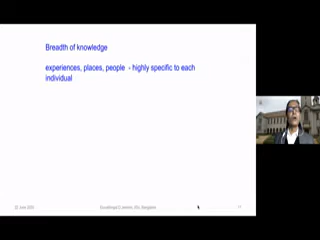 Breadth of knowledge
experiences, places, people - highly specific to each
individual